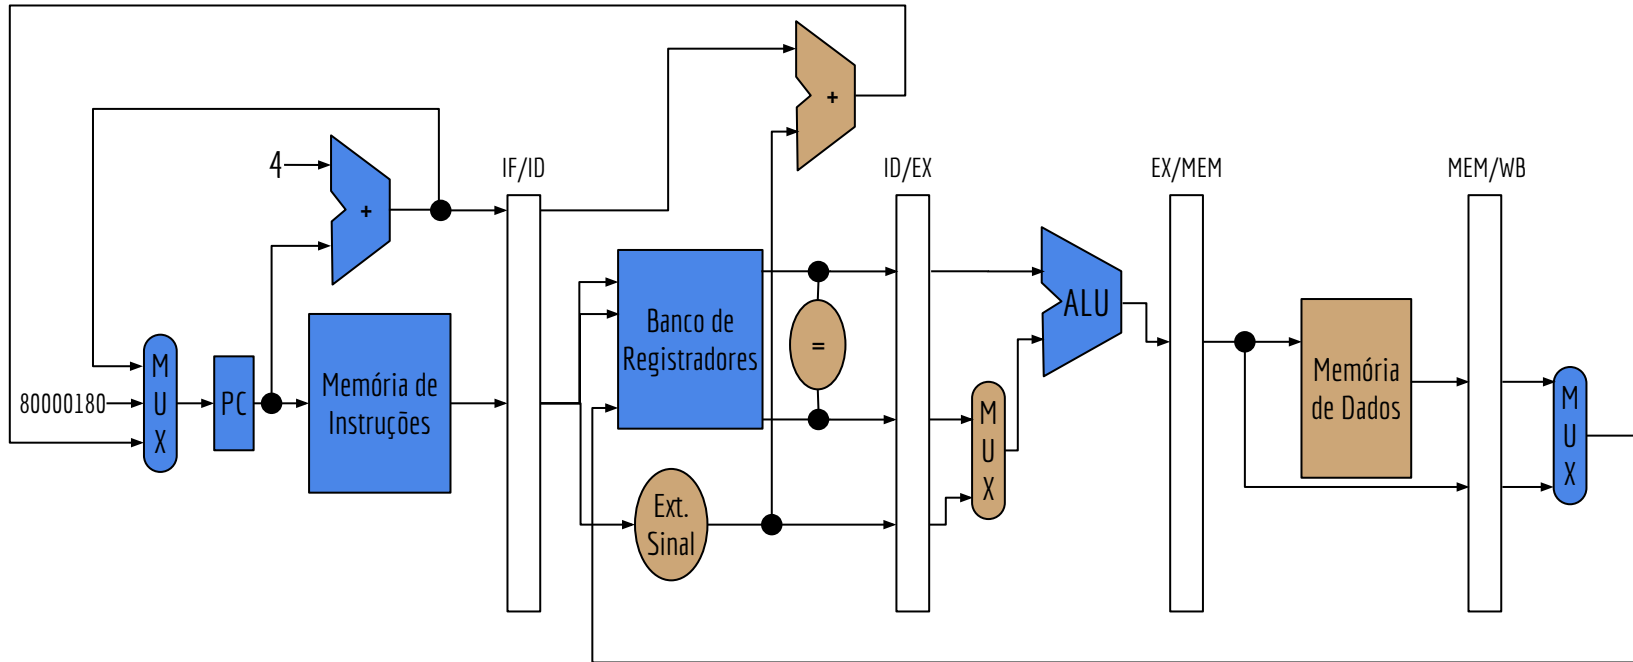 +
4
IF/ID
ID/EX
EX/MEM
MEM/WB
+
M
U
X
80000180
PC
Memória de
Instruções
Banco de
Registradores
=
Ext.
Sinal
M
U
X
ALU
Memória
de Dados
M
U
X